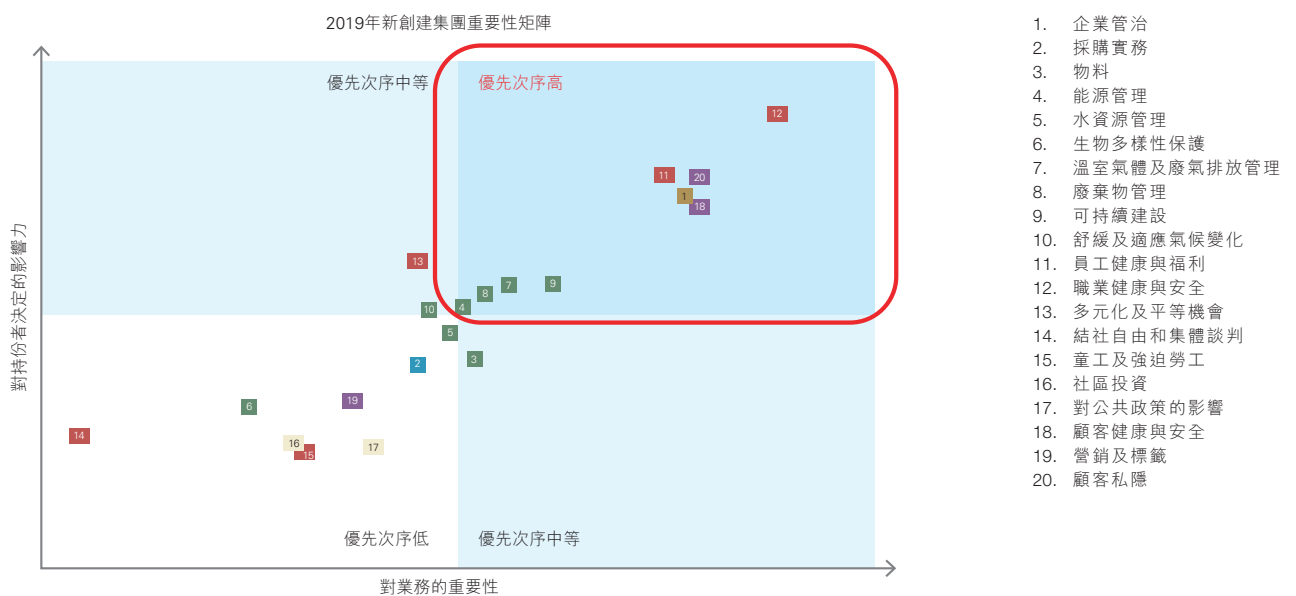 2019年新創建集團重要性矩陣
優先次序中等
優先次序高
12
11
20
1
18
13
9
7
8
4
10
5
3
2
19
6
14
16
15
17
優先次序低
優先次序中等
對持份者決定的影響力
對業務的重要性
1. 企業管治
2. 採購實務
3. 物料
4. 能源管理
5. 水資源管理
6. 生物多樣性保護
7. 溫室氣體及廢氣排放管理
8. 廢棄物管理
9. 可持續建設
10. 舒緩及適應氣候變化
11. 員工健康與福利
12. 職業健康與安全
13. 多元化及平等機會
14. 結社自由和集體談判
15. 童工及強迫勞工
16. 社區投資
17. 對公共政策的影響
18. 顧客健康與安全
19. 營銷及標籤
20. 顧客私隱